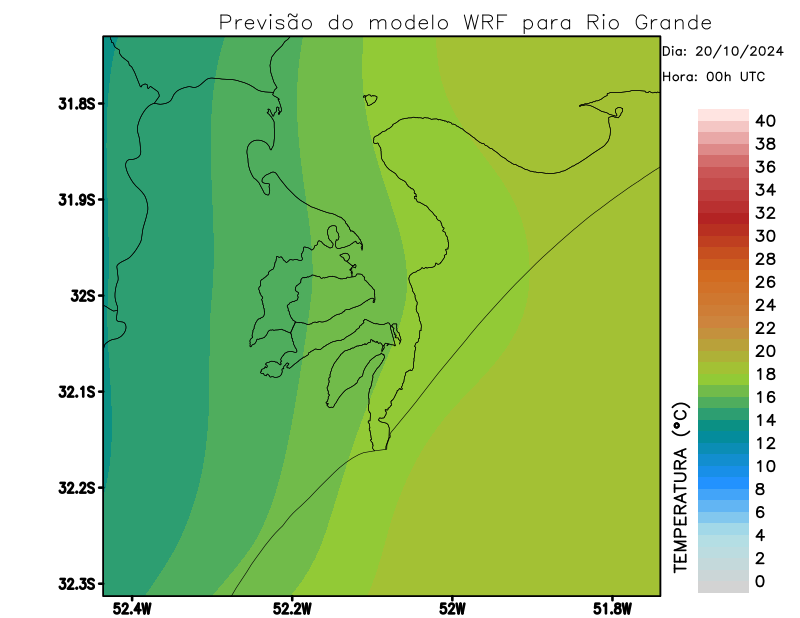 Previsão do modelo WRF para Rio Grande
Dia: 20/10/2024
Hora: 00h UTC
31.8S
31.9S
32S
32.1S
32.2S
32.3S
52.4W
52.2W
52W
51.8W
TEMPERATURA (°C)
40
38
36
34
32
30
28
26
24
22
20
18
16
14
12
10
8
6
4
2
0